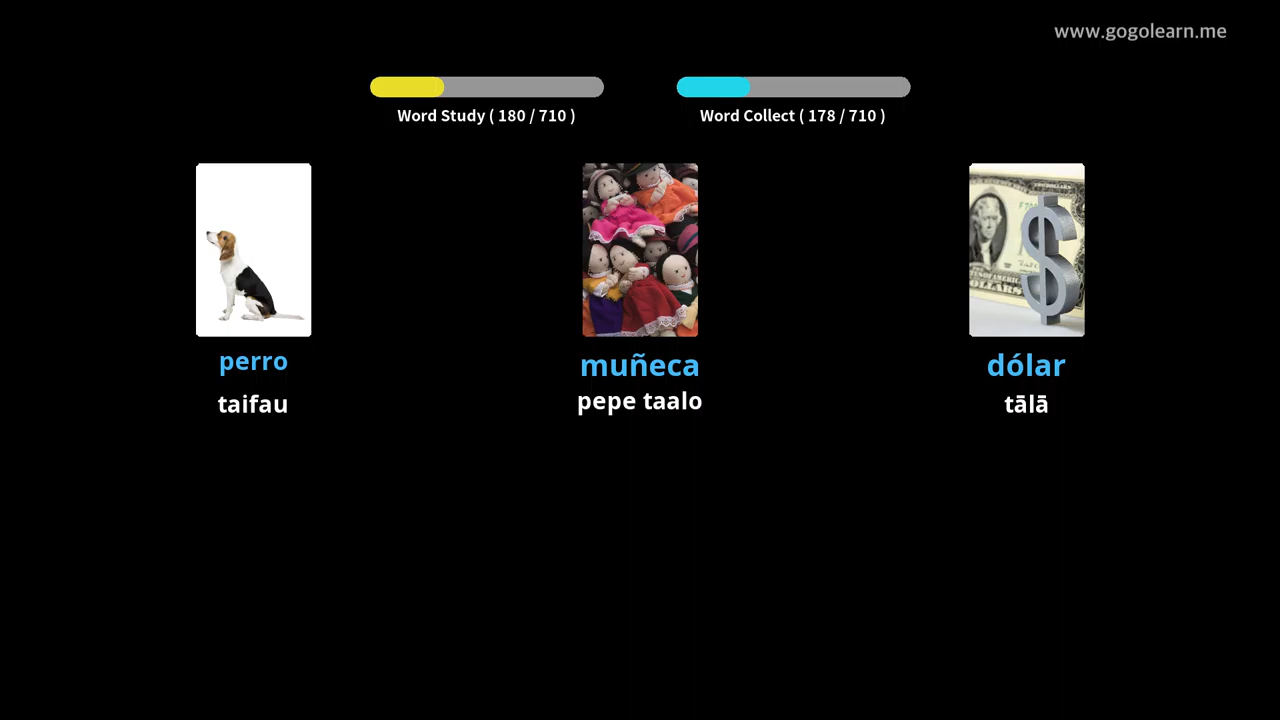 www.gogolearn.me
Word Study ( 180 / 710 )
Word Collect ( 178 / 710 )
perro
taifau
muñeca
pepe taalo
dólar
tālā